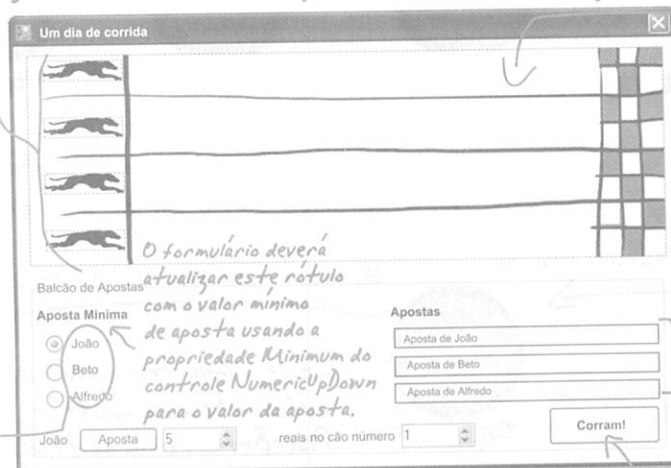 Um dia de corrida
O formulário deverá
atualizar este rótulo
com o valor mínimo
de aposta usando a
propriedade Minimum do
controle NumericUpDown
para o valor da aposta.
Balcão de Apostas
Aposta Mínima
João
Beto
Alfredo
Apostas
Aposta de João
Aposta de Beto
Aposta de Alfredo
João Aposta 5 reais no cão número 1
Corram!